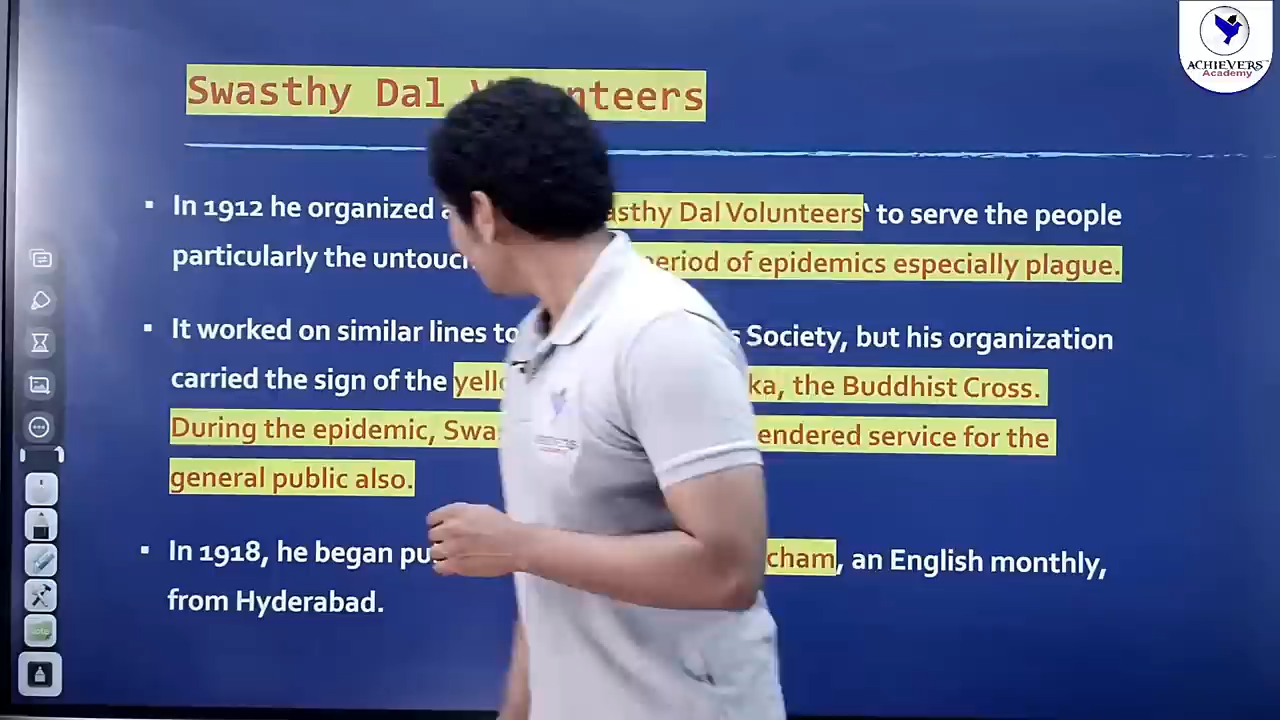 ACHIEVERS
Academy
Swasthy Dal nteers
In 1912 he organized a asthy Dal Volunteers‘ to serve the people
particularly the untouc period of epidemics especially plague.
It worked on similar lines to Society, but his organization
carried the sign of the ka, the Buddhist Cross.
During the epidemic, endered service for the
general public also.
In 1918, he began cham, an English monthly,
from Hyderabad.